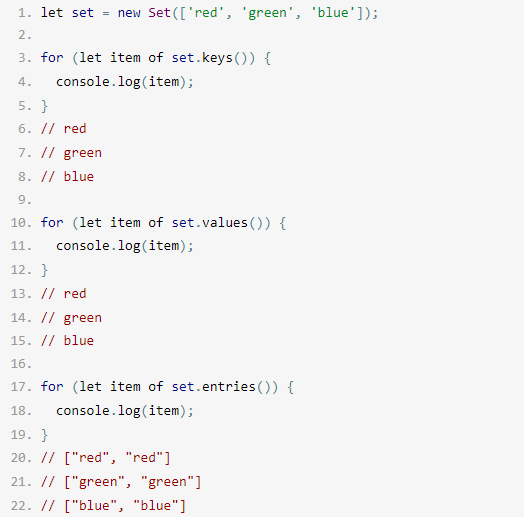 1. let set = new Set(['red', 'green', 'blue']);
2.
3. for (let item of set.keys()) {
4.   console.log(item);
5. }
6. // red
7. // green
8. // blue
9.
10. for (let item of set.values()) {
11.   console.log(item);
12. }
13. // red
14. // green
15. // blue
16.
17. for (let item of set.entries()) {
18.   console.log(item);
19. }
20. // ["red", "red"]
21. // ["green", "green"]
22. // ["blue", "blue"]